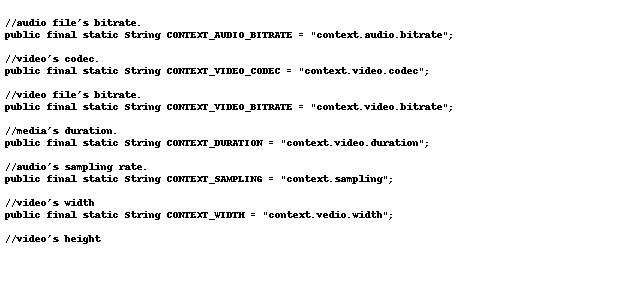 //audio file's bitrate.
public final static String CONTEXT_AUDIO_BITRATE = "context.audio.bitrate";
//video's codec.
public final static String CONTEXT_VIDEO_CODEC = "context.video.codec";
//video file's bitrate.
public final static String CONTEXT_VIDEO_BITRATE = "context.video.bitrate";
//media's duration.
public final static String CONTEXT_DURATION = "context.video.duration";
//audio's sampling rate.
public final static String CONTEXT_SAMPLING = "context.sampling";
//video's width
public final static String CONTEXT_WIDTH = "context.vedio.width";
//video's height